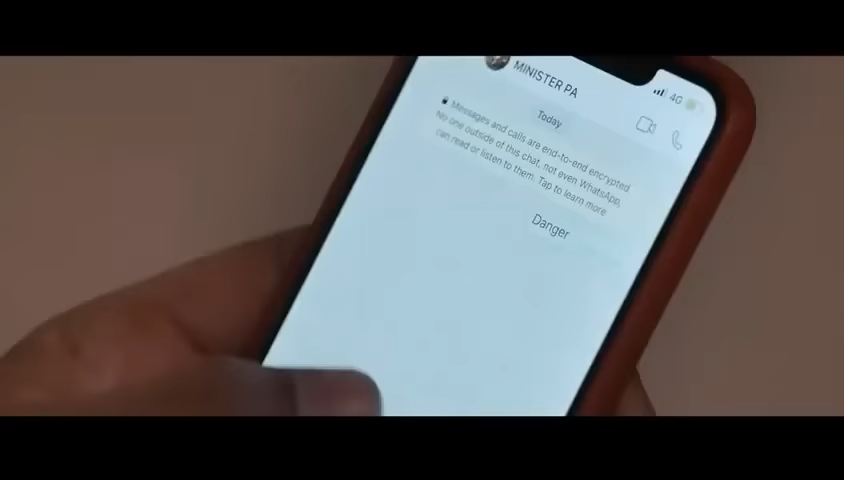 MINISTER PA
4G
Today
Messages and calls are end-to-end encrypted
No one outside of this chat, not even WhatsApp,
can read or listen to them. Tap to learn more
Danger